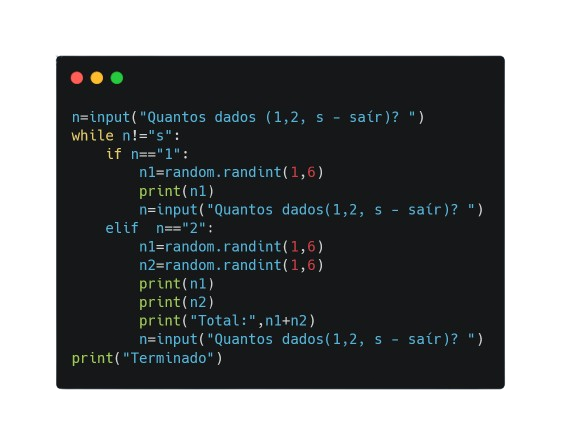 n=input("Quantos dados (1,2, s - saír)? ")
while n!="s":
    if n=="1":
        n1=random.randint(1,6)
        print(n1)
        n=input("Quantos dados(1,2, s - saír)? ")
    elif  n=="2":
        n1=random.randint(1,6)
        n2=random.randint(1,6)
        print(n1)
        print(n2)
        print("Total:",n1+n2)
        n=input("Quantos dados(1,2, s - saír)? ")
print("Terminado")